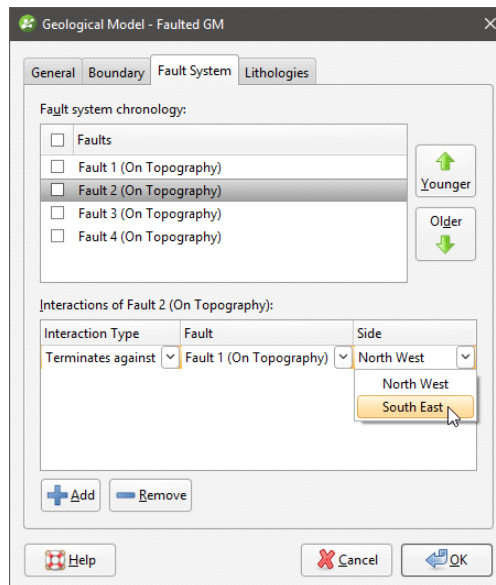 Geological Model - Faulted GM
General Boundary Fault System Lithologies
Fault system chronology:
Faults
Fault 1 (On Topography)
Fault 2 (On Topography)
Fault 3 (On Topography)
Fault 4 (On Topography)
Younger
Older
Interactions of Fault 2 (On Topography):
Interaction Type Fault Side
Terminates against Fault 1 (On Topography) North West
North West
South East
Add Remove
Help Cancel OK